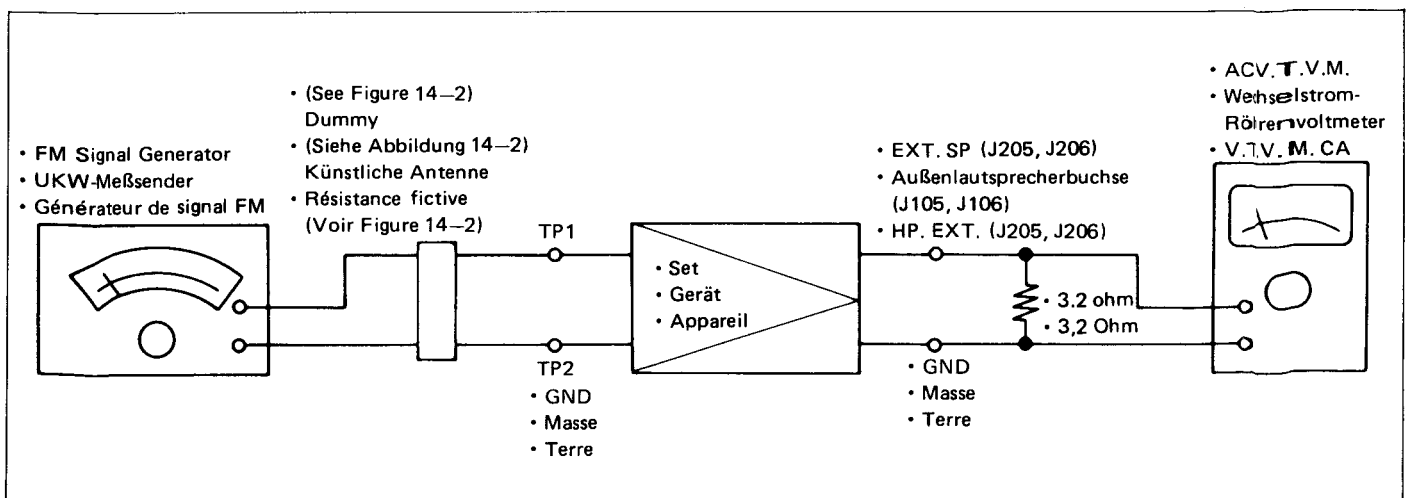 • FM Signal Generator
• UKW-Meßsender
• Générateur de signal FM
• (See Figure 14–2)
Dummy
• (Siehe Abbildung 14–2)
Künstliche Antenne
• Résistance fictive
(Voir Figure 14–2)
TP1
TP2
• GND
• Masse
• Terre
• Set
• Gerät
• Appareil
• EXT. SP (J205, J206)
• Außenlautsprecherbuchse
(J105, J106)
• HP. EXT. (J205, J206)
• 3.2 ohm
• 3,2 Ohm
• GND
• Masse
• Terre
• ACV.T.V.M.
• Wechselstrom-
Röhrenvoltmeter
• V.T.V.M. CA